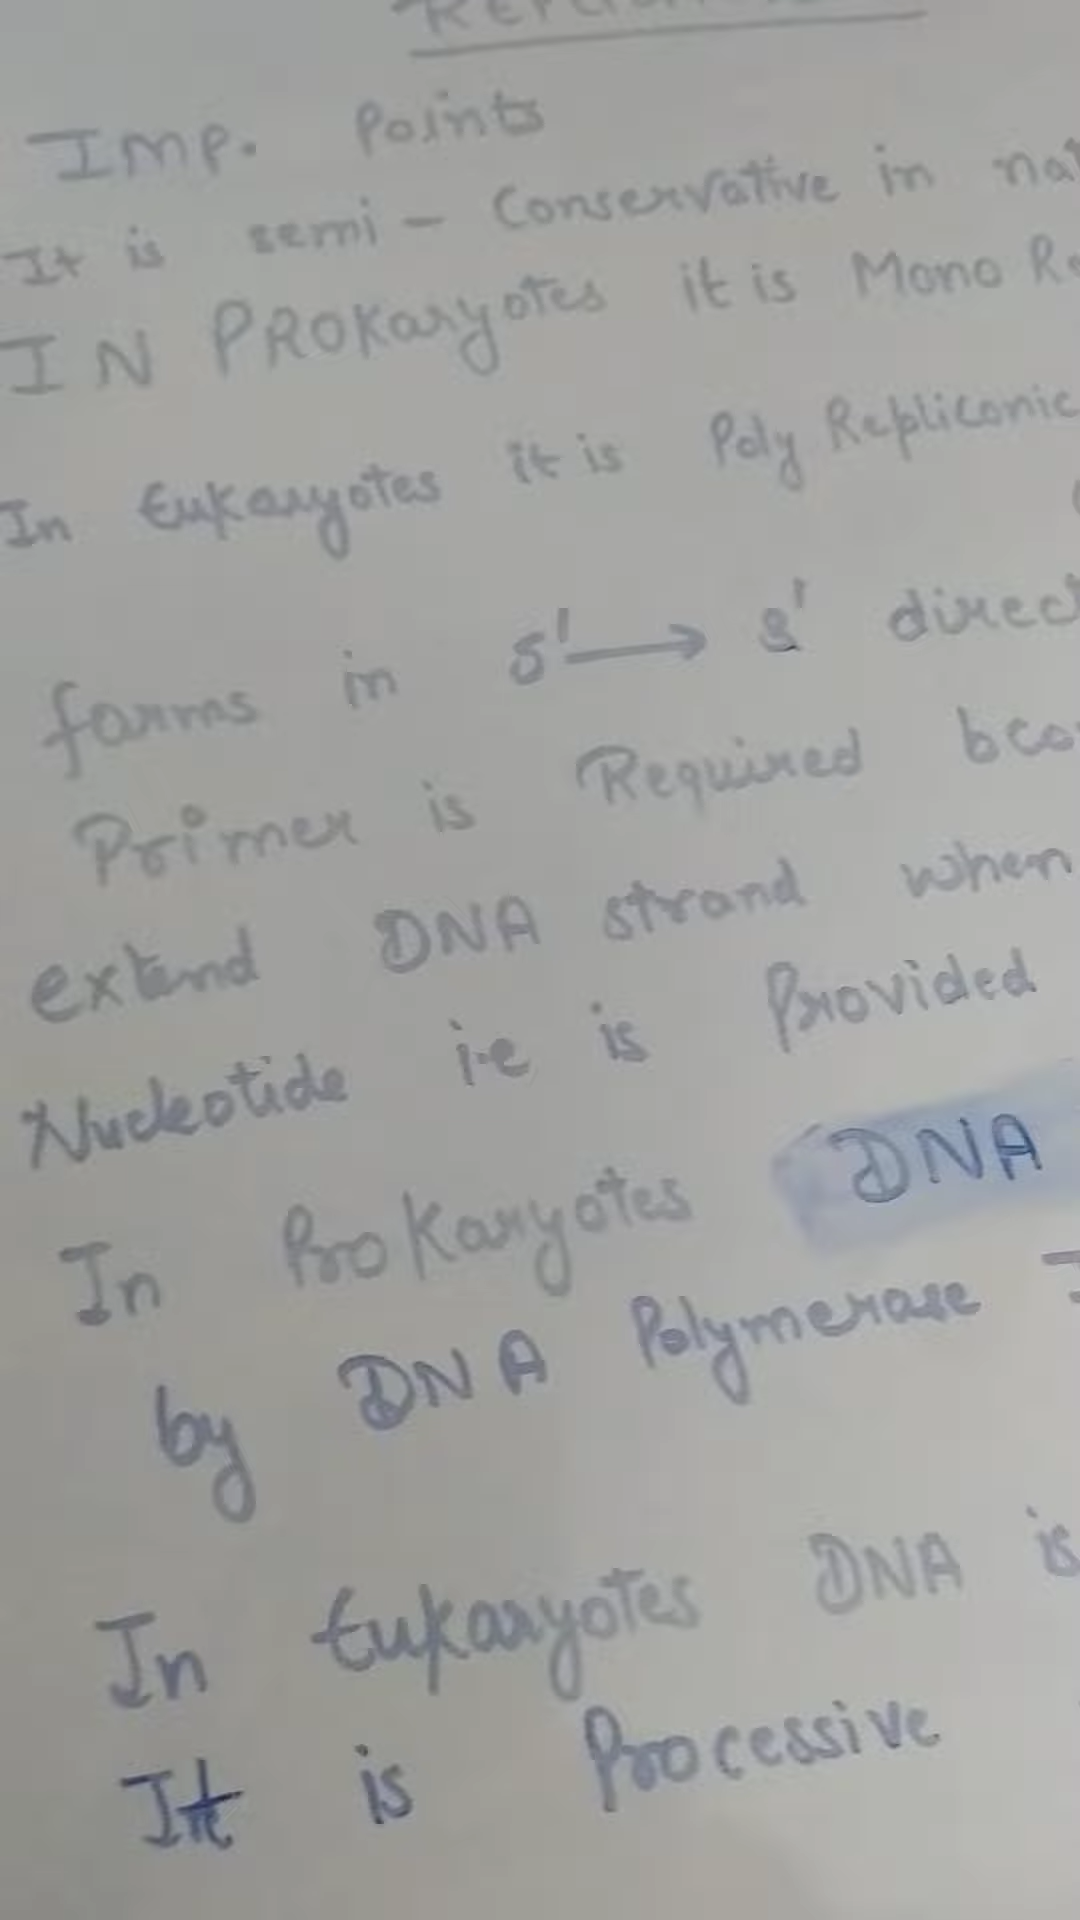 Imp. Points
It is semi - Conservative in
IN PROKaryotes it is Mono
In Eukaryotes it is Poly Repliconic
forms in 5' → 3'
Primer is Required
extend DNA strand when
Nucleotide i.e is Provided
In ProKaryotes DNA
by DNA Polymerase
In Eukaryotes DNA is
It is Processive